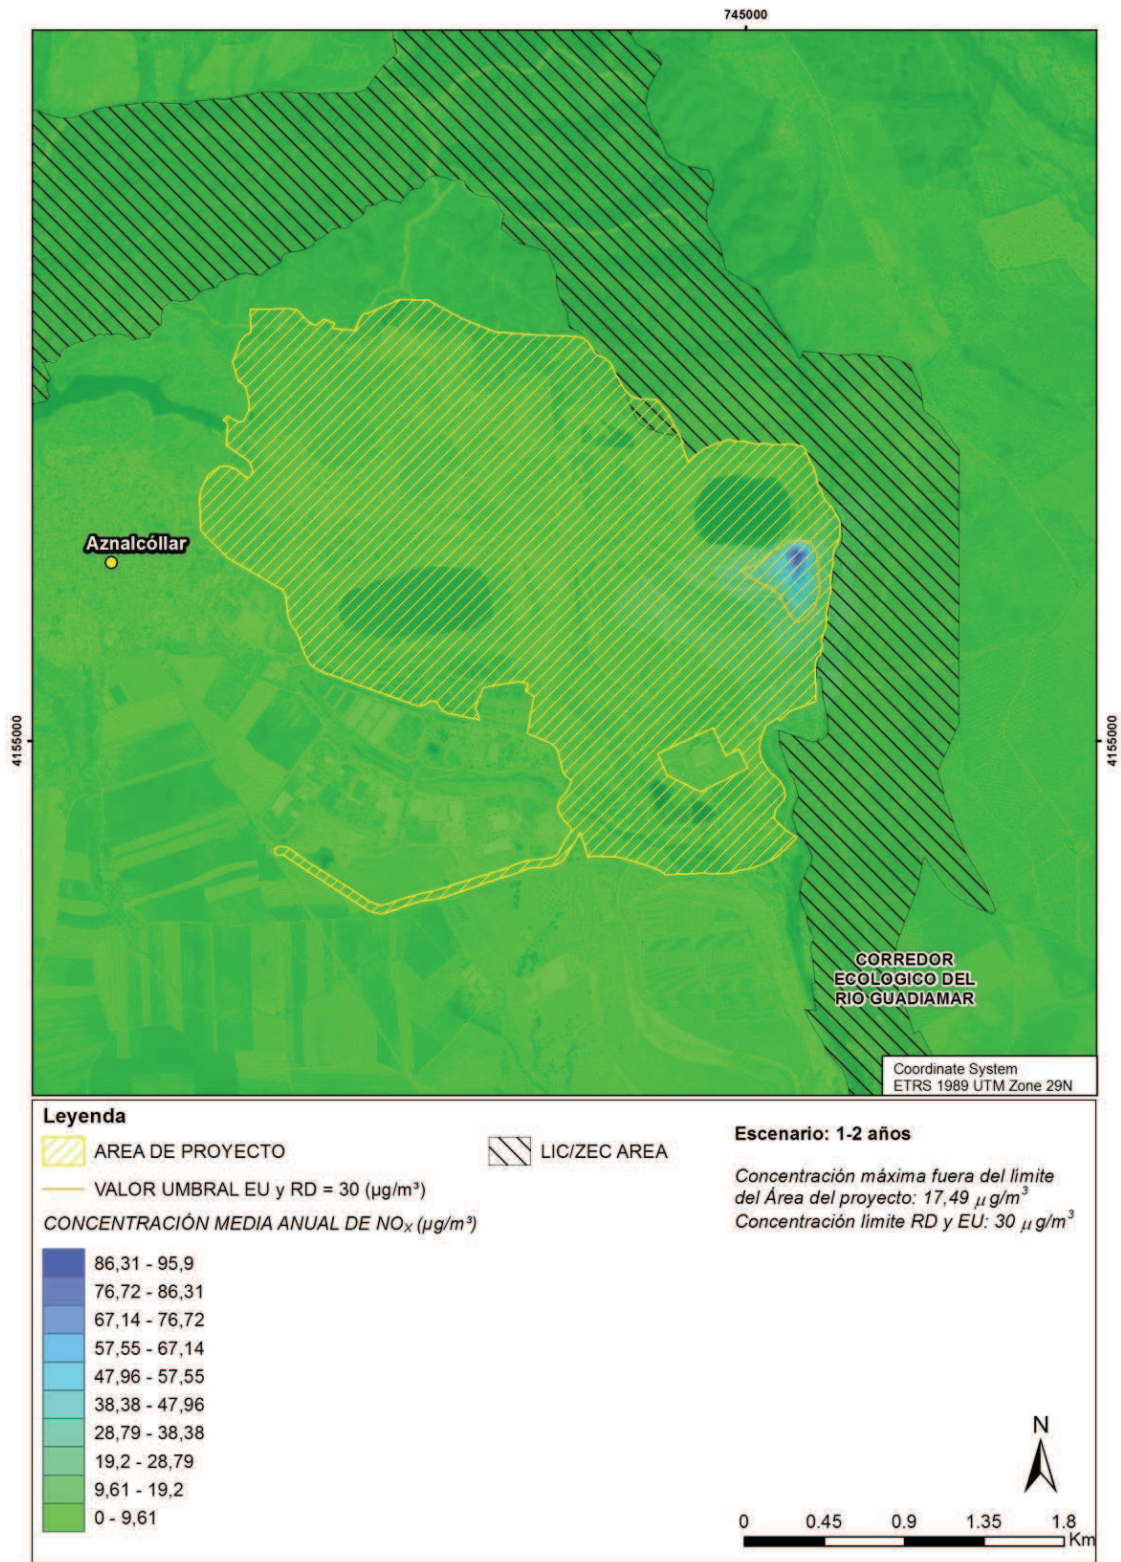 745000
Aznalcóllar
4155000
4155000
CORREDOR
ECOLOGICO DEL
RIO GUADIAMAR
Coordinate System
ETRS 1989 UTM Zone 29N
Leyenda
AREA DE PROYECTO
LIC/ZEC AREA
VALOR UMBRAL EU y RD = 30 (µg/m³)
CONCENTRACIÓN MEDIA ANUAL DE NOx (µg/m³)
86,31 - 95,9
76,72 - 86,31
67,14 - 76,72
57,55 - 67,14
47,96 - 57,55
38,38 - 47,96
28,79 - 38,38
19,2 - 28,79
9,61 - 19,2
0 - 9,61
Escenario: 1-2 años
Concentración máxima fuera del limite
del Área del proyecto: 17,49 µg/m³
Concentración limite RD y EU: 30 µg/m³
N
0 0.45 0.9 1.35 1.8
Km